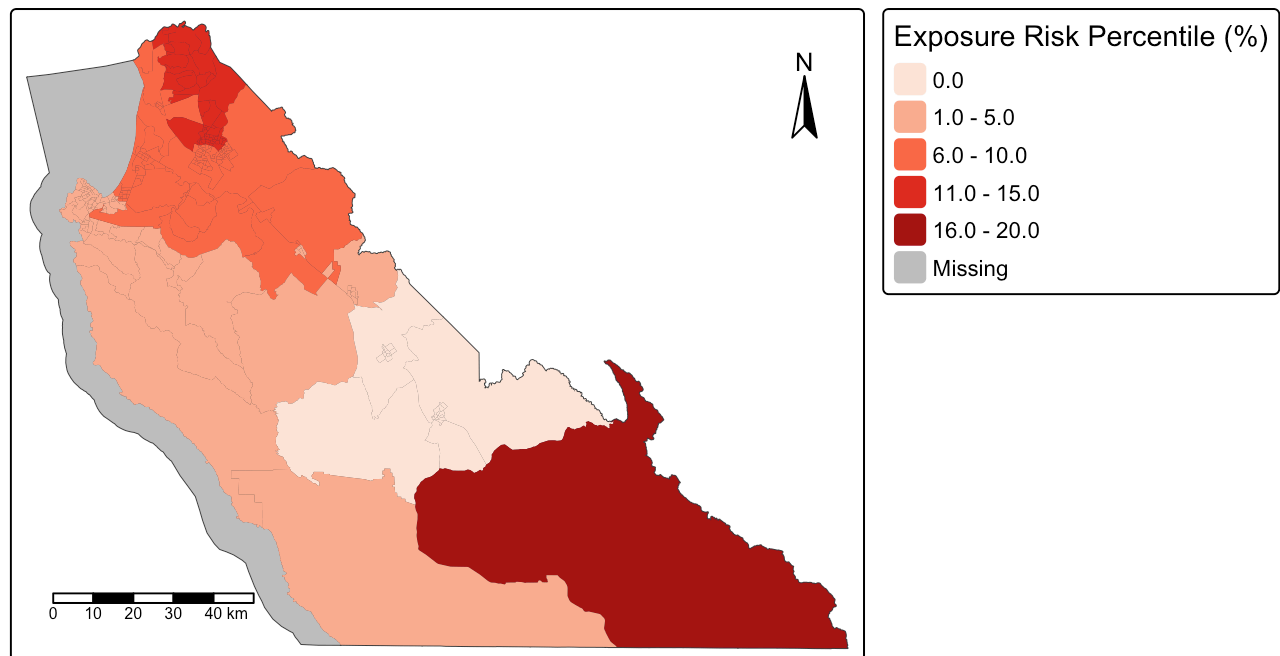 N
0 10 20 30 40 km
Exposure Risk Percentile (%)
0.0
1.0 - 5.0
6.0 - 10.0
11.0 - 15.0
16.0 - 20.0
Missing